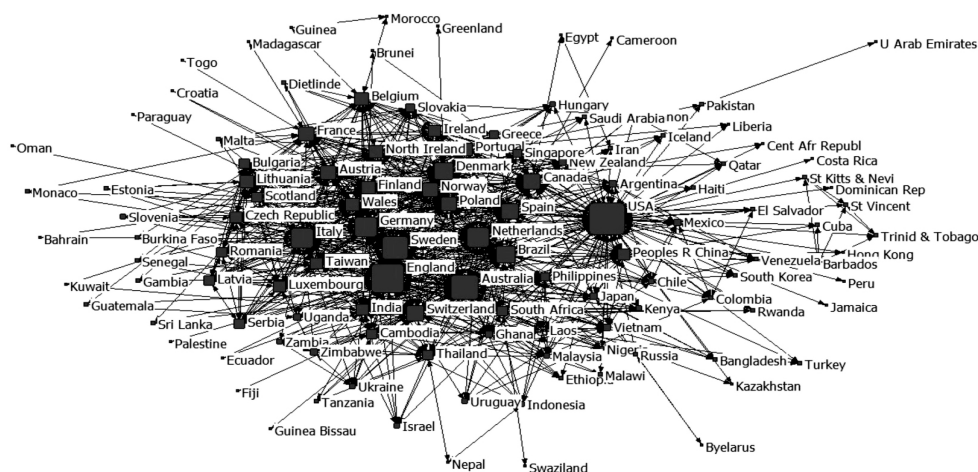 Morocco
Guinea
Greenland
Madagascar
Brunei
Egypt
Cameroon
U Arab Emirates
Togo
Dietlinde
Croatia
Belgium
Slovakia
Hungary
Pakistan
Paraguay
Saudi Arabia
non
France
Ireland
Greece
Liberia
Malta
Portugal
Iceland
Oman
North Ireland
Singapore
Iran
Cent Afr Republ
Bulgaria
Austria
Denmark
New Zealand
Qatar
Costa Rica
Lithuania
Finland
Norway
Canada
Argentina
Haiti
St Kitts & Nevi
Monaco
Estonia
Scotland
Wales
Poland
USA
Dominican Rep
St Vincent
Slovenia
Czech Republic
Germany
Spain
Mexico
El Salvador
Cuba
Bahrain
Burkina Faso
Italy
Sweden
Netherlands
Trinid & Tobago
Romania
Brazil
Peoples R China
Hong Kong
Senegal
Taiwan
England
Venezuela
Barbados
Kuwait
Gambia
Latvia
Luxembourg
Australia
Philippines
Chile
South Korea
Peru
Guatemala
Japan
Colombia
Jamaica
India
Switzerland
South Africa
Kenya
Rwanda
Sri Lanka
Serbia
Uganda
Palestine
Zambia
Cambodia
Ghana
Laos
Vietnam
Ecuador
Zimbabwe
Thailand
Malaysia
Nigeria
Russia
Bangladesh
Turkey
Fiji
Ukraine
Ethiopia
Malawi
Kazakhstan
Tanzania
Uruguay
Indonesia
Guinea Bissau
Israel
Byelarus
Nepal
Swaziland